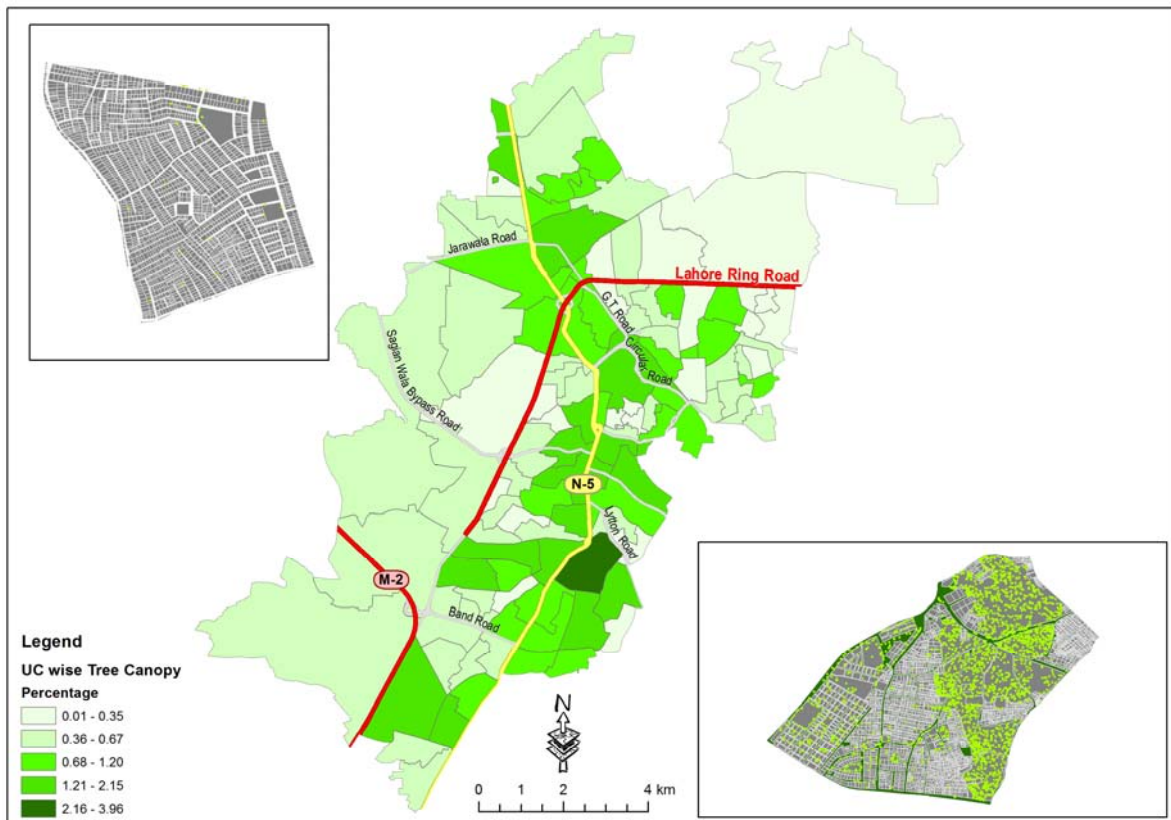 Jarawala Road
Lahore Ring Road
G.T Road
Circular Road
Sagian Wala Bypass Road
N-5
Lytton Road
M-2
Band Road
Legend
UC wise Tree Canopy
Percentage
0.01 - 0.35
0.36 - 0.67
0.68 - 1.20
1.21 - 2.15
2.16 - 3.96
N
0 1 2 4 km